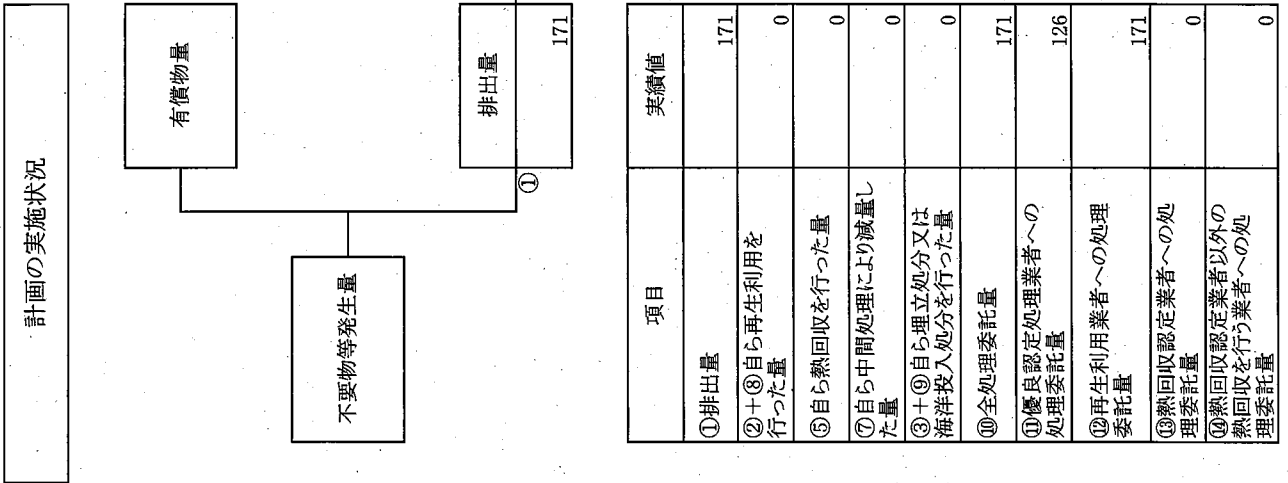 計画の実施状況
不要物等発生量
有償物量
①
排出量
171
項目
実績値
①排出量
171
②+⑧自ら再生利用を
行った量
0
⑤自ら熱回収を行った量
0
⑦自ら中間処理により減量し
た量
0
③+⑨自ら埋立処分又は
海洋投入処分を行った量
0
⑩全処理委託量
171
⑪優良認定処理業者への
処理委託量
126
⑫再生利用業者への処理
委託量
171
⑬熱回収認定業者への処
理委託量
0
⑭熱回収認定業者以外の
熱回収を行う業者への処
理委託量
0